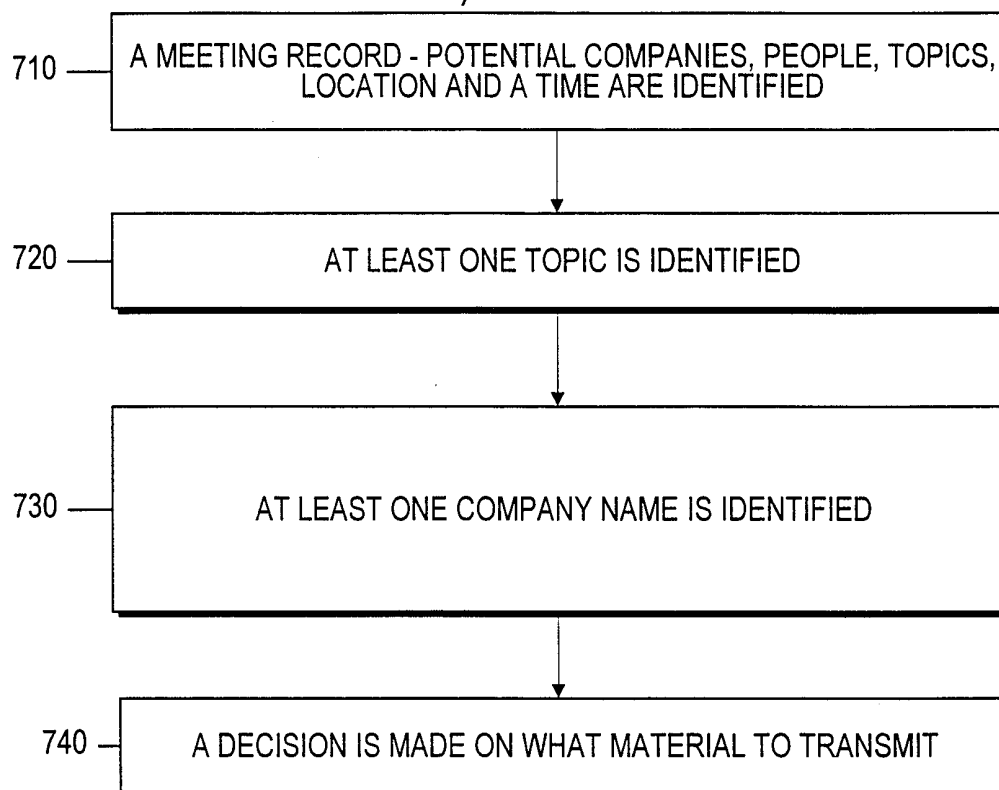 710
A MEETING RECORD - POTENTIAL COMPANIES, PEOPLE, TOPICS,
LOCATION AND A TIME ARE IDENTIFIED
720
AT LEAST ONE TOPIC IS IDENTIFIED
730
AT LEAST ONE COMPANY NAME IS IDENTIFIED
740
A DECISION IS MADE ON WHAT MATERIAL TO TRANSMIT